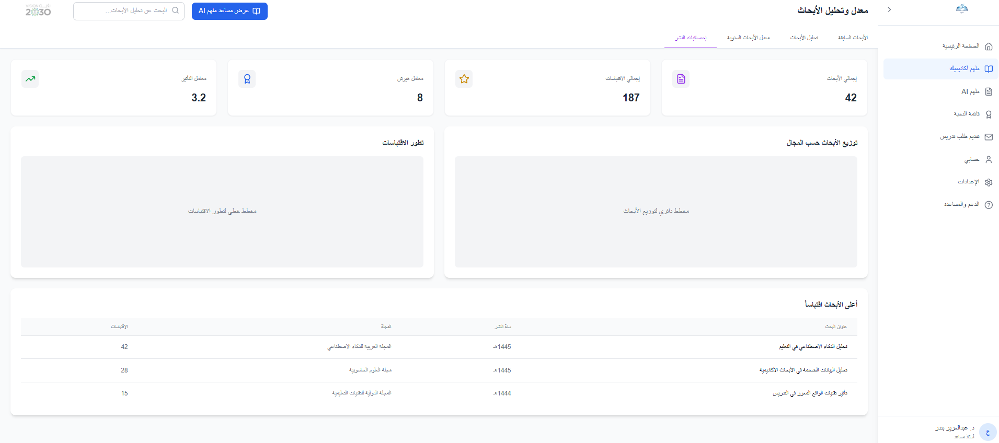 معدل وتحليل الأبحاث
عرض مساعد ملهم AI
البحث عن تحليل الأبحاث...
VISION رؤية
2030
الأبحاث السابقة
تحليل الأبحاث
معدل الأبحاث السنوية
إحصائيات النشر
الصفحة الرئيسية
ملهم أكاديميك
ملهم AI
قائمة النخبة
تقديم طلب تدريس
حسابي
الإعدادات
الدعم والمساعدة
إجمالي الأبحاث
42
إجمالي الاقتباسات
187
معامل هيرش
8
معامل التأثير
3.2
توزيع الأبحاث حسب المجال
مخطط دائري لتوزيع الأبحاث
تطور الاقتباسات
مخطط خطي لتطور الاقتباسات
أعلى الأبحاث اقتباساً
عنوان البحث سنة النشر المجلة الاقتباسات
تحليل الذكاء الاصطناعي في التعليم 1445هـ المجلة العربية للذكاء الاصطناعي 42
تحليل البيانات الضخمة في الأبحاث الأكاديمية 1445هـ مجلة العلوم الحاسوبية 28
تأثير تقنيات الواقع المعزز في التدريس 1444هـ المجلة الدولية للتقنيات التعليمية 15
ع
د. عبدالعزيز بندر
أستاذ مساعد